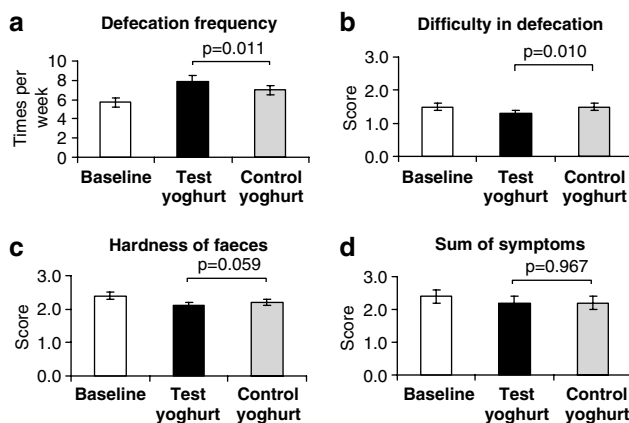 a Defecation frequency
p=0.011
Times per
week
10
8
6
4
2
0
Baseline Test Control
yoghurt yoghurt
b Difficulty in defecation
p=0.010
Score
3.0
2.0
1.0
0.0
Baseline Test Control
yoghurt yoghurt
c Hardness of faeces
p=0.059
Score
3.0
2.0
1.0
0.0
Baseline Test Control
yoghurt yoghurt
d Sum of symptoms
p=0.967
Score
3.0
2.0
1.0
0.0
Baseline Test Control
yoghurt yoghurt